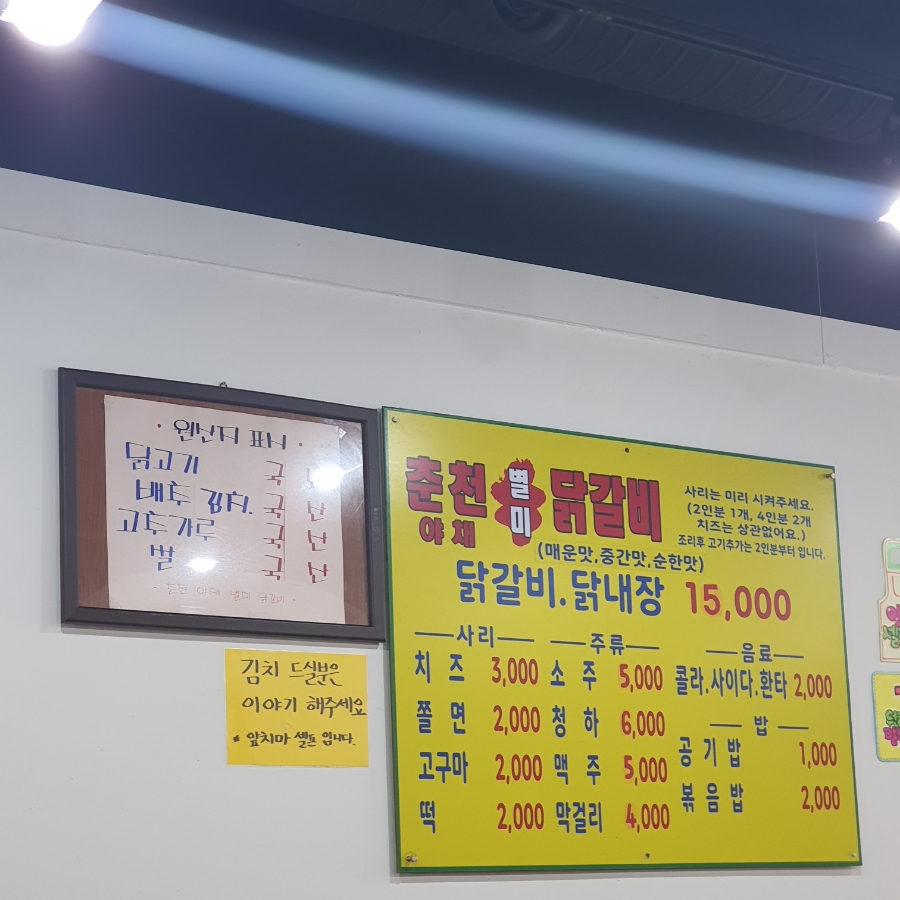 원산지 표시
닭고기 국 산
배추 김치 국 산
고추가루 국 산
쌀 국 산
김치 드실분은
이야기 해주세요
* 앞치마 셀프 입니다.
춘천 별미 닭갈비
야채
사리는 미리 시켜주세요.
(2인분 1개, 4인분 2개
치즈는 상관없어요.)
조리후 고기추가는 2인분부터 입니다.
(매운맛,중간맛,순한맛)
닭갈비.닭내장 15,000
사리
치즈 3,000
쫄면 2,000
고구마 2,000
떡 2,000
주류
소주 5,000
청하 6,000
맥주 5,000
막걸리 4,000
음료
콜라.사이다.환타 2,000
밥
공기밥 1,000
볶음밥 2,000